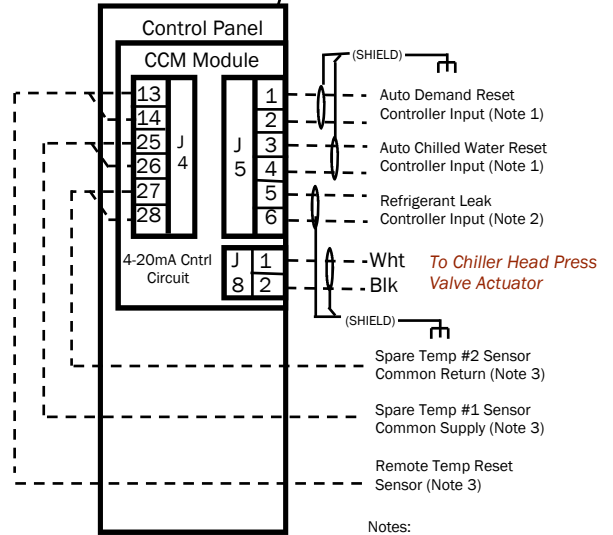 Control Panel
CCM Module
(SHIELD)
13
14
25
26
27
28
J
4
J
5
1
2
3
4
5
6
Auto Demand Reset
Controller Input (Note 1)
Auto Chilled Water Reset
Controller Input (Note 1)
Refrigerant Leak
Controller Input (Note 2)
4-20mA Cntrl
Circuit
J
8
1
2
Wht
Blk
To Chiller Head Press
Valve Actuator
(SHIELD)
Spare Temp #2 Sensor
Common Return (Note 3)
Spare Temp #1 Sensor
Common Supply (Note 3)
Remote Temp Reset
Sensor (Note 3)
Notes: